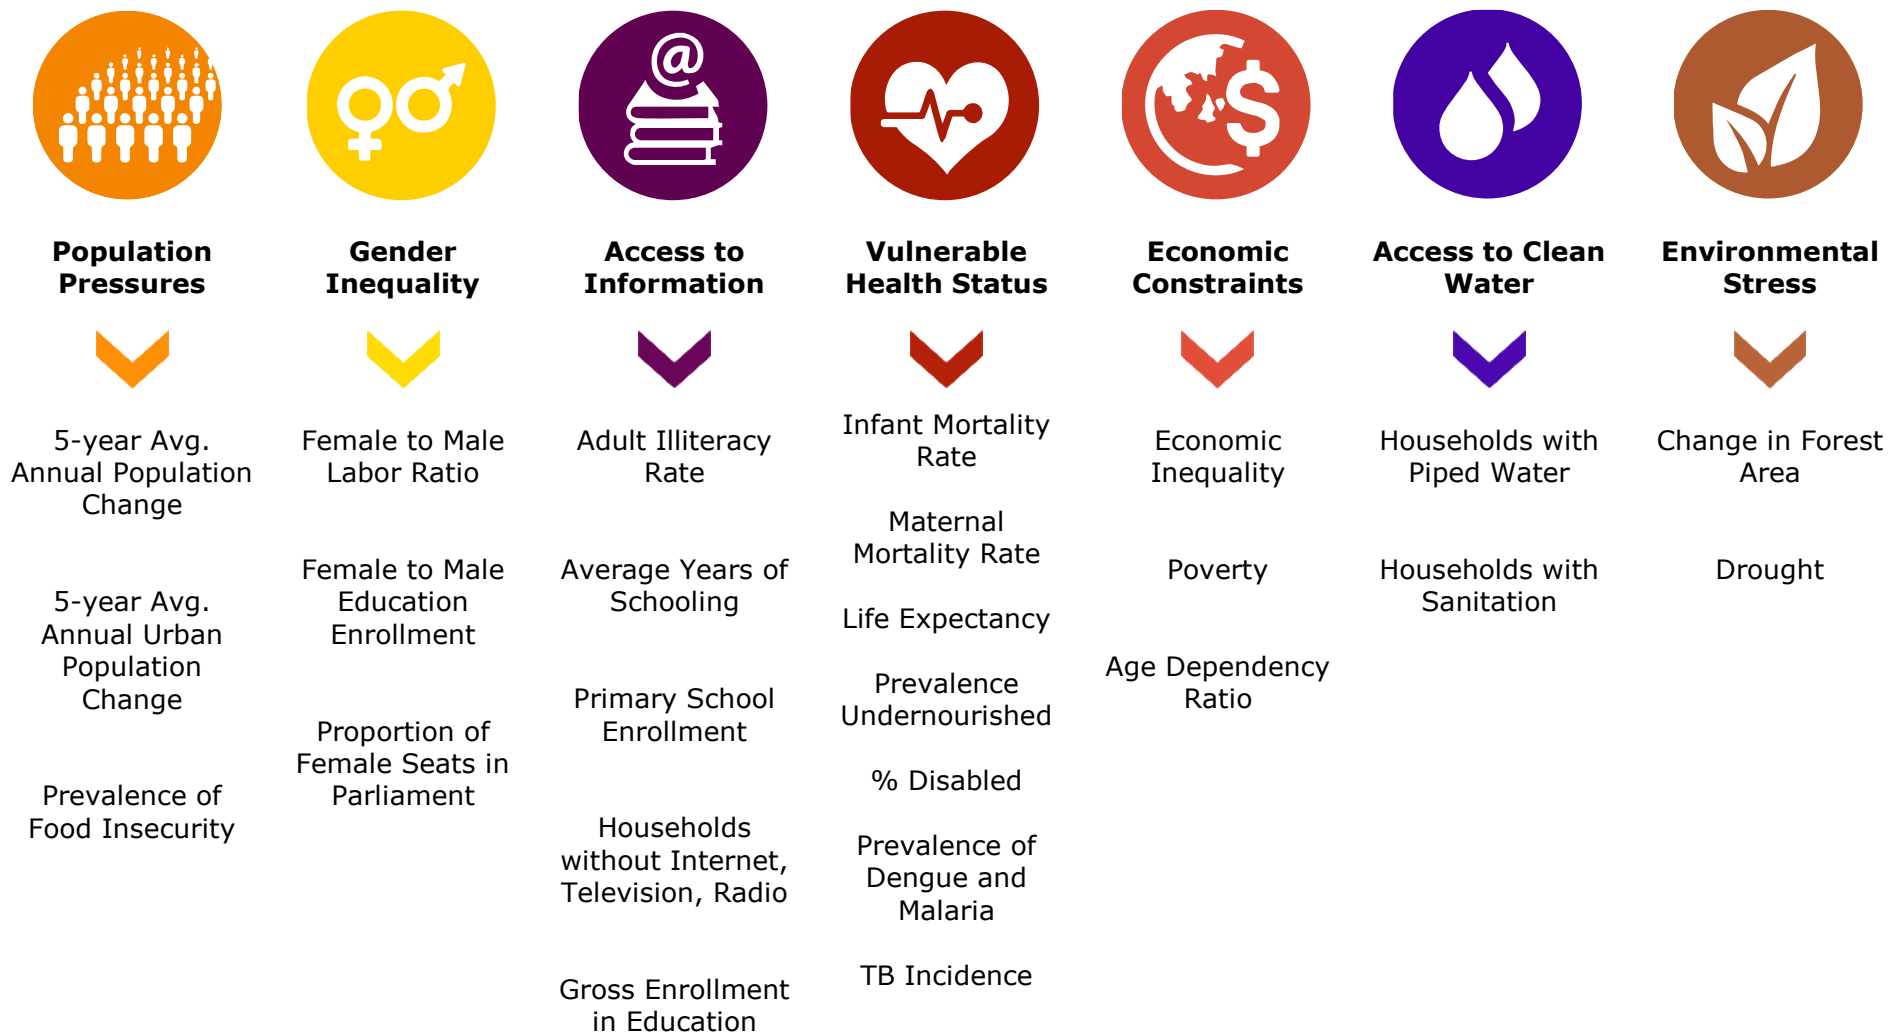 @
$
Population
Pressures
5-year Avg.
Annual Population
Change
5-year Avg.
Annual Urban
Population
Change
Prevalence of
Food Insecurity
Gender
Inequality
Female to Male
Labor Ratio
Female to Male
Education
Enrollment
Proportion of
Female Seats in
Parliament
Access to
Information
Adult Illiteracy
Rate
Average Years of
Schooling
Primary School
Enrollment
Households
without Internet,
Television, Radio
Gross Enrollment
in Education
Vulnerable
Health Status
Infant Mortality
Rate
Maternal
Mortality Rate
Life Expectancy
Prevalence
Undernourished
% Disabled
Prevalence of
Dengue and
Malaria
TB Incidence
Economic
Constraints
Economic
Inequality
Poverty
Age Dependency
Ratio
Access to Clean
Water
Households with
Piped Water
Households with
Sanitation
Environmental
Stress
Change in Forest
Area
Drought